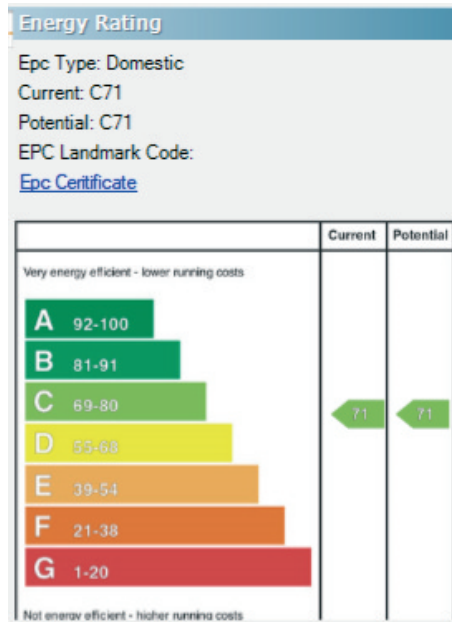 Energy Rating
Epc Type: Domestic
Current: C71
Potential: C71
EPC Landmark Code:
Epc Ceritificate
Current Potential
Very energy efficient - lower running costs
A 92-100
B 81-91
C 69-80
71 71
D 55-68
E 39-54
F 21-38
G 1-20
Not energy efficient - higher running costs